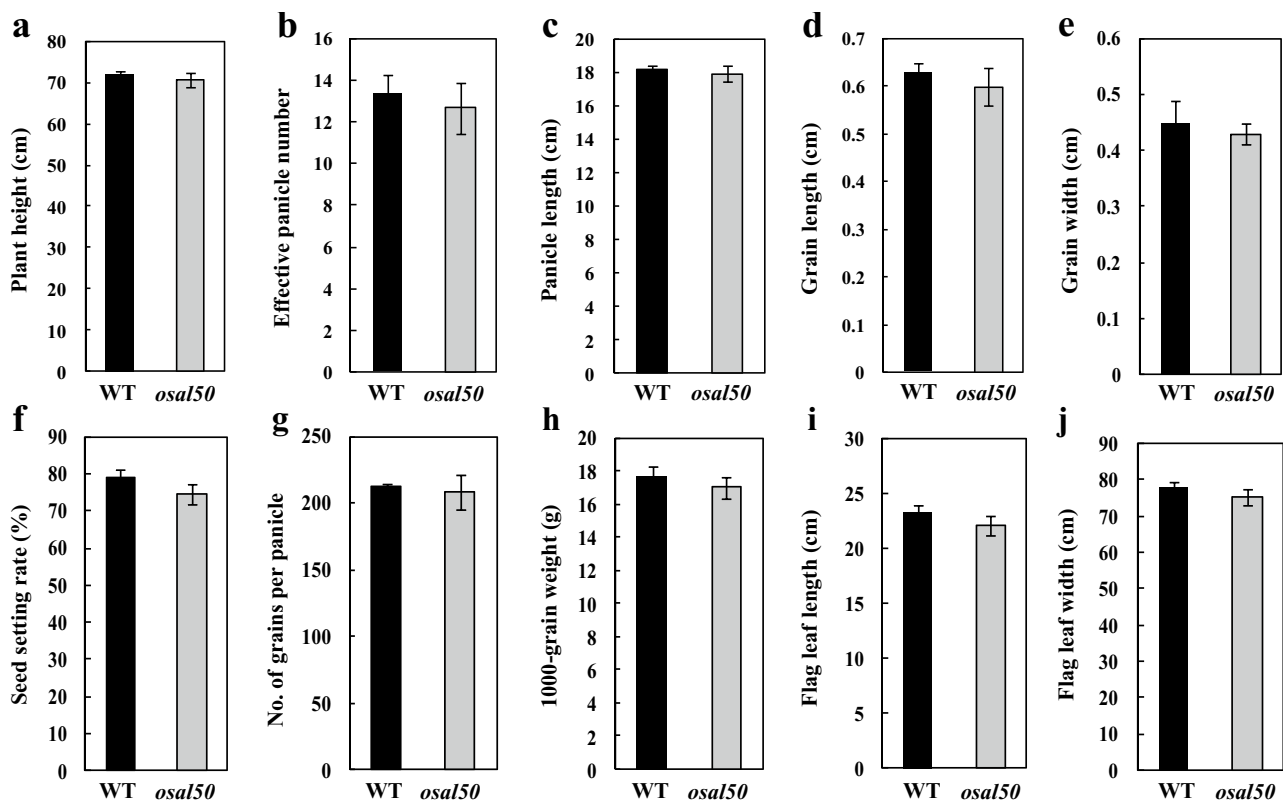 a
Plant height (cm)
80
70
60
50
40
30
20
10
0
WT osal50
b
Effective panicle number
16
14
12
10
8
6
4
2
0
WT osal50
c
Panicle length (cm)
20
18
16
14
12
10
8
6
4
2
0
WT osal50
d
Grain length (cm)
0.7
0.6
0.5
0.4
0.3
0.2
0.1
0
WT osal50
e
Grain width (cm)
0.6
0.5
0.4
0.3
0.2
0.1
0
WT osal50
f
Seed setting rate (%)
90
80
70
60
50
40
30
20
10
0
WT osal50
g
No. of grains per panicle
250
200
150
100
50
0
WT osal50
h
1000-grain weight (g)
20
18
16
14
12
10
8
6
4
2
0
WT osal50
i
Flag leaf length (cm)
30
25
20
15
10
5
0
WT osal50
j
Flag leaf width (cm)
90
80
70
60
50
40
30
20
10
0
WT osal50